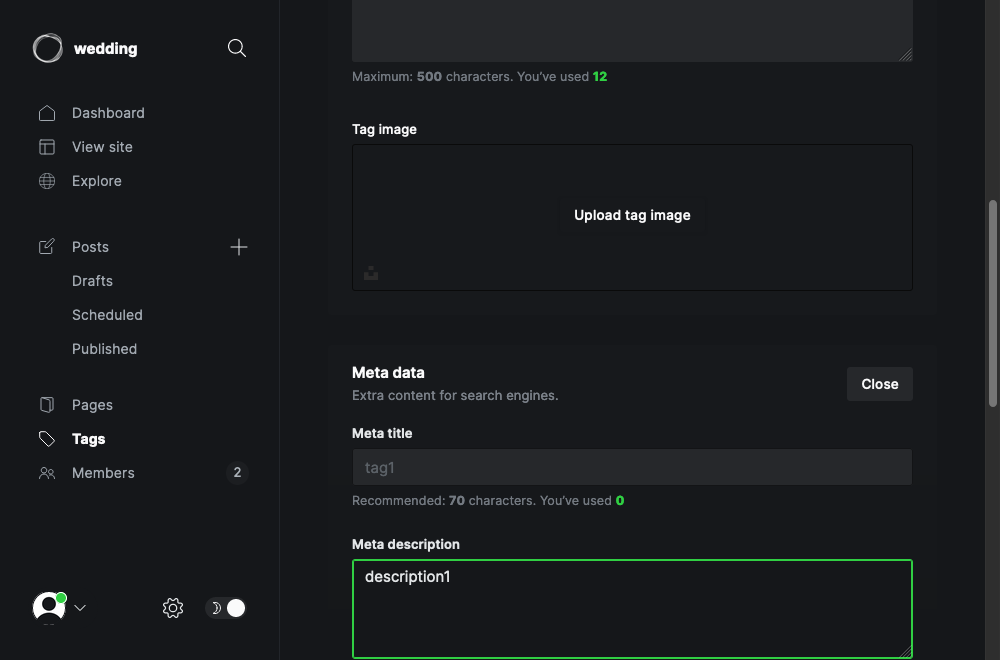 wedding
Dashboard
View site
Explore
Posts
Drafts
Scheduled
Published
Pages
Tags
Members 2
Maximum: 500 characters. You've used 12
Tag image
Upload tag image
Meta data
Extra content for search engines.
Close
Meta title
tag1
Recommended: 70 characters. You've used 0
Meta description
description1